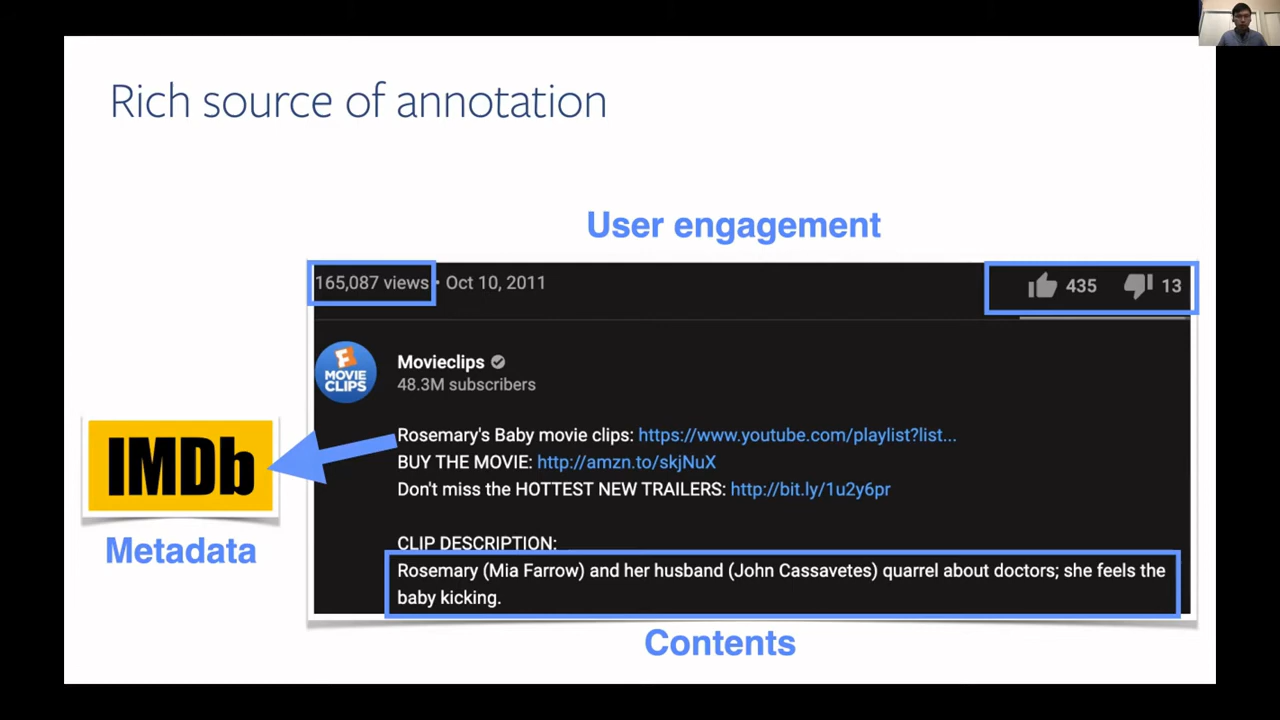 Rich source of annotation
User engagement
165,087 views • Oct 10, 2011
435 13
MOVIE
CLIPS
Movieclips
48.3M subscribers
Rosemary's Baby movie clips: https://www.youtube.com/playlist?list...
BUY THE MOVIE: http://amzn.to/skjNuX
Don't miss the HOTTEST NEW TRAILERS: http://bit.ly/1u2y6pr
IMDb
Metadata
CLIP DESCRIPTION:
Rosemary (Mia Farrow) and her husband (John Cassavetes) quarrel about doctors; she feels the
baby kicking.
Contents